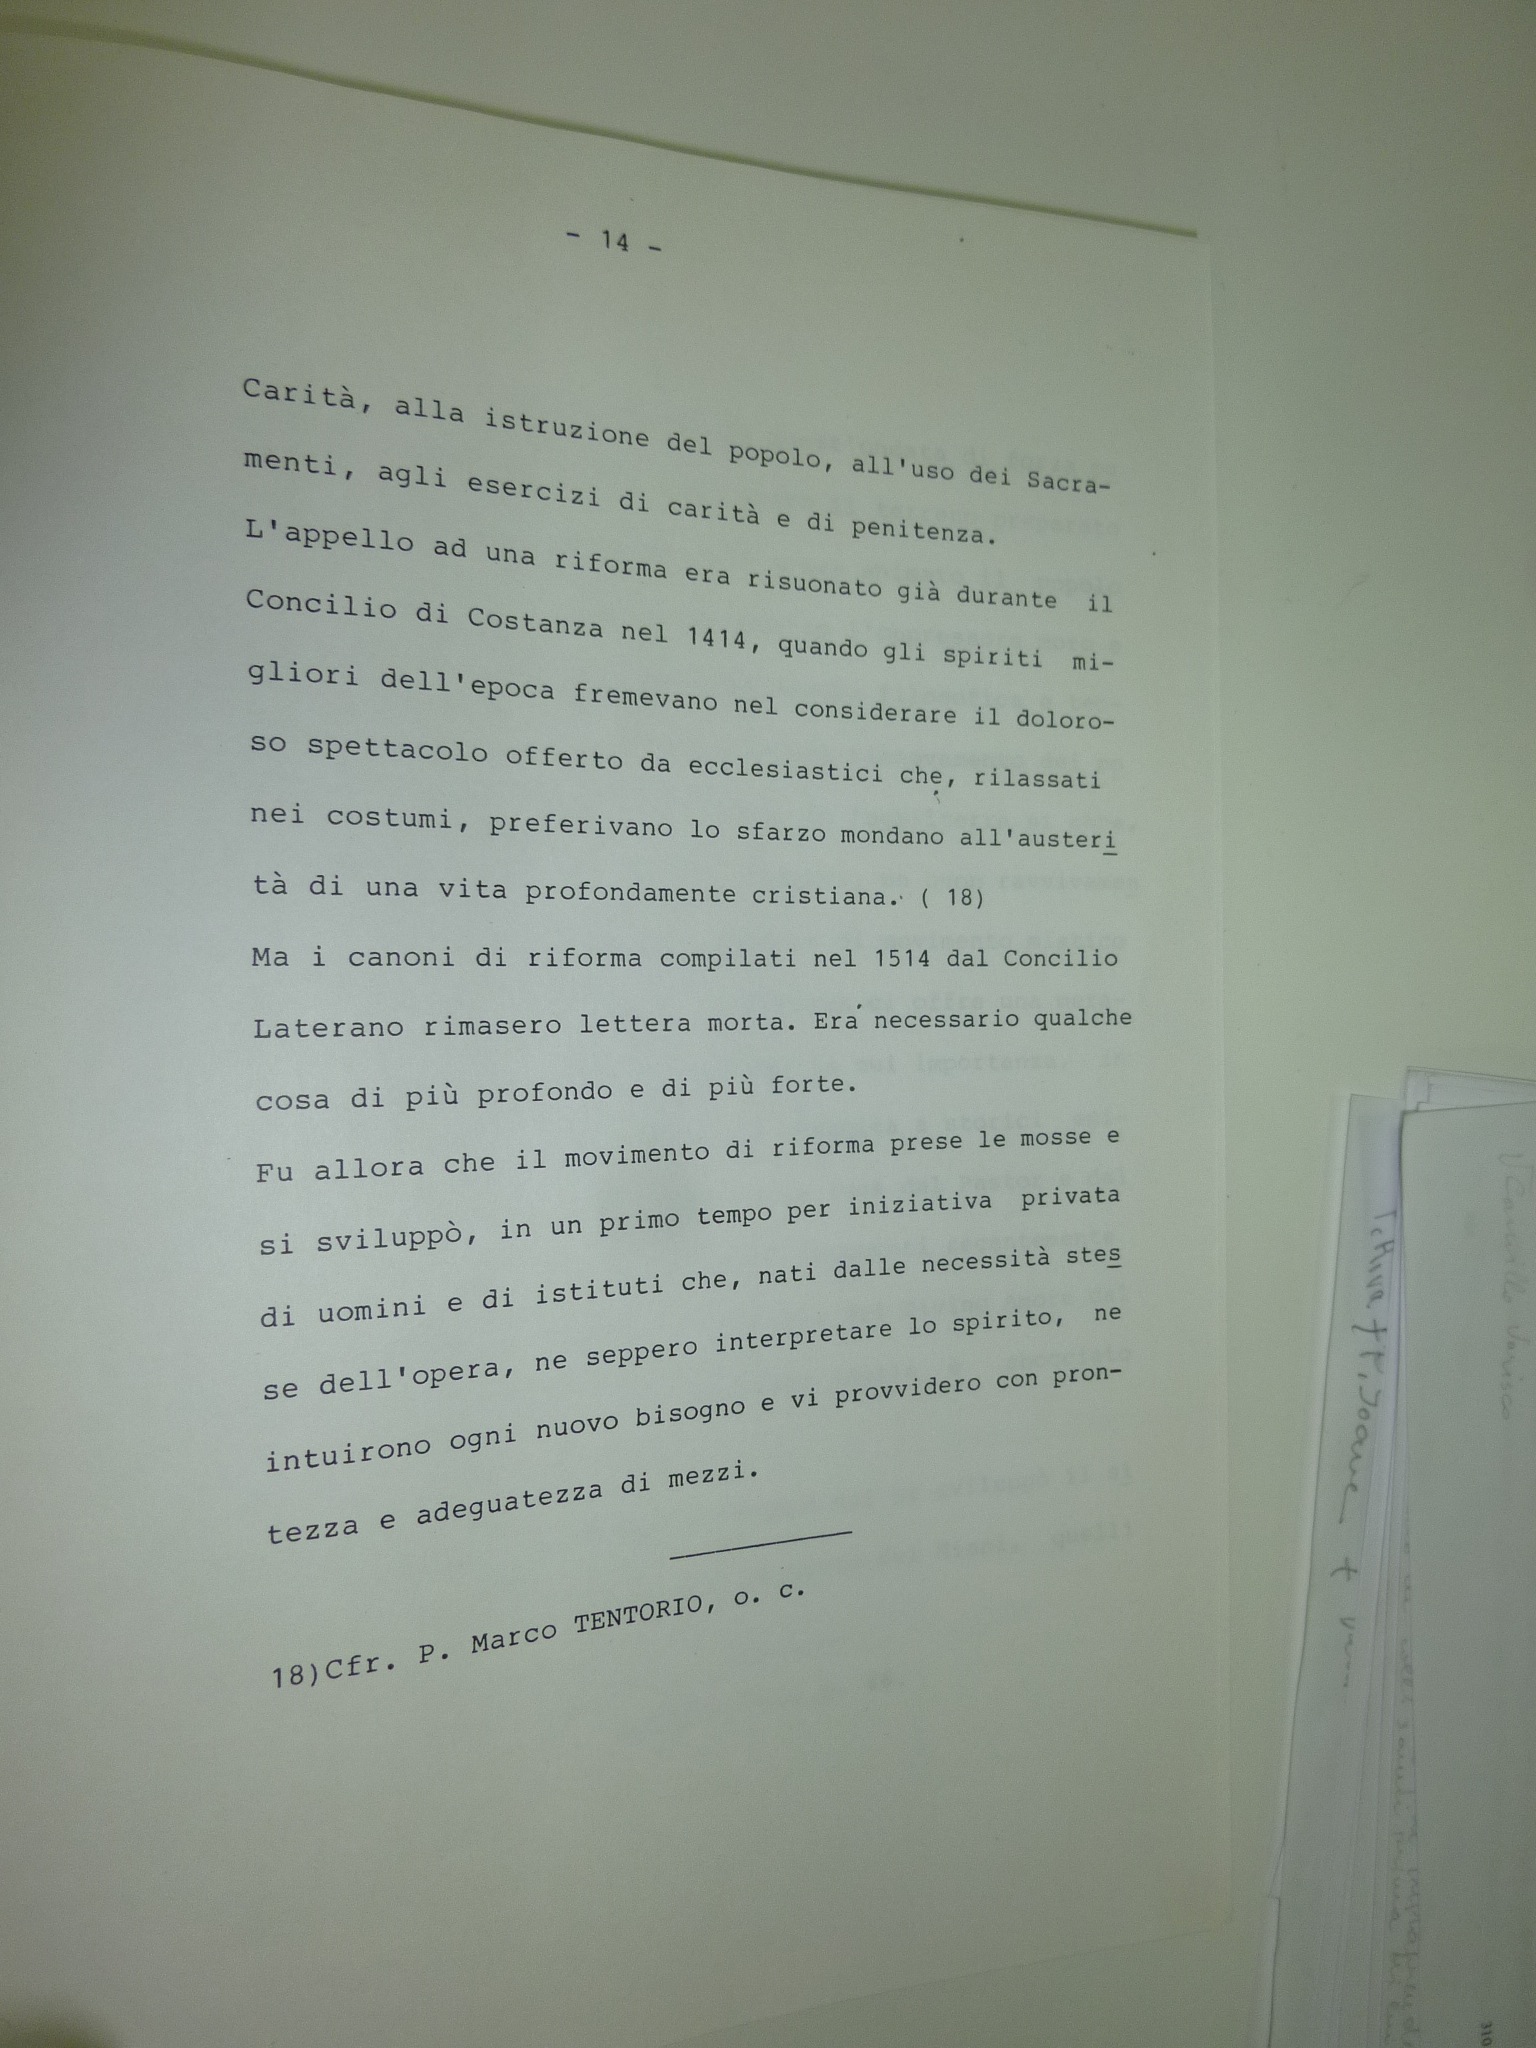 - 14 -
Carità, alla istruzione del popolo, all'uso dei Sacra-
menti, agli esercizi di carità e di penitenza.
L'appello ad una riforma era risuonato già durante il
Concilio di Costanza nel 1414, quando gli spiriti mi-
gliori dell'epoca fremevano nel considerare il doloro-
so spettacolo offerto da ecclesiastici che, rilassati
nei costumi, preferivano lo sfarzo mondano all'austeri
tà di una vita profondamente cristiana. ( 18)
Ma i canoni di riforma compilati nel 1514 dal Concilio
Laterano rimasero lettera morta. Era necessario qualche
cosa di più profondo e di più forte.
Fu allora che il movimento di riforma prese le mosse e
si sviluppò, in un primo tempo per iniziativa privata
di uomini e di istituti che, nati dalle necessità stes
se dell'opera, ne seppero interpretare lo spirito, ne
intuirono ogni nuovo bisogno e vi provvidero con pron-
tezza e adeguatezza di mezzi.
18)Cfr. P. Marco TENTORIO, o. c.
310